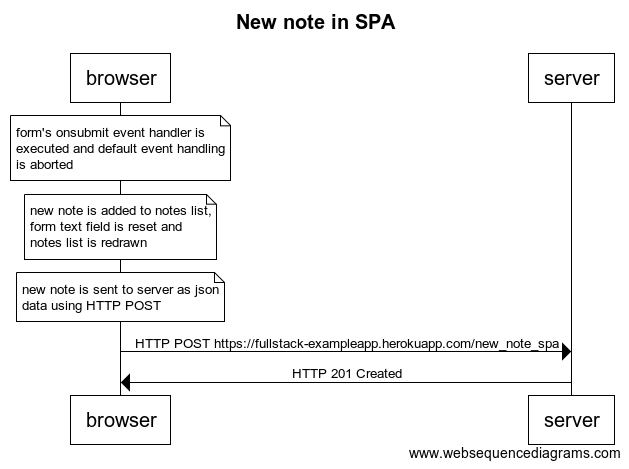 New note in SPA
browser
server
form's onsubmit event handler is
executed and default event handling
is aborted
new note is added to notes list,
form text field is reset and
notes list is redrawn
new note is sent to server as json
data using HTTP POST
HTTP POST https://fullstack-exampleapp.herokuapp.com/new_note_spa
HTTP 201 Created
browser
server
www.websequencediagrams.com